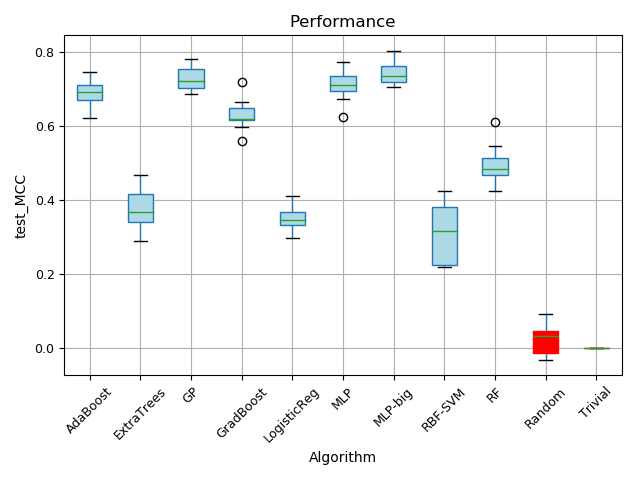 Performance
test_MCC
0.8
0.6
0.4
0.2
0.0
AdaBoost
ExtraTrees
GP
GradBoost
LogisticReg
MLP
MLP-big
RBF-SVM
RF
Random
Trivial
Algorithm